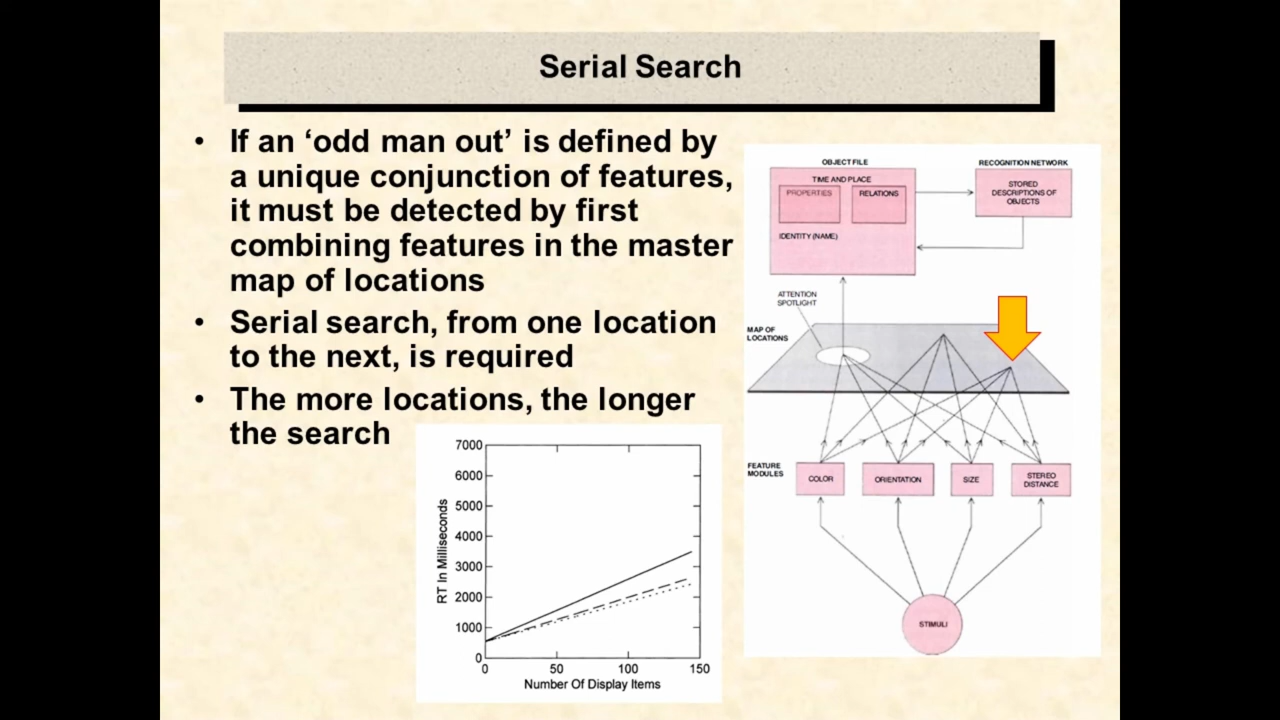 Serial Search
• If an ‘odd man out’ is defined by
a unique conjunction of features,
it must be detected by first
combining features in the master
map of locations
• Serial search, from one location
to the next, is required
• The more locations, the longer
the search
OBJECT FILE
TIME AND PLACE
PROPERTIES
RELATIONS
IDENTITY (NAME)
RECOGNITION NETWORK
STORED
DESCRIPTIONS OF
OBJECTS
ATTENTION
SPOTLIGHT
MAP OF
LOCATIONS
FEATURE
MODULES
COLOR
ORIENTATION
SIZE
STEREO
DISTANCE
STIMULI
7000
6000
5000
4000
3000
2000
1000
0
RT In Milliseconds
0 50 100 150
Number Of Display Items